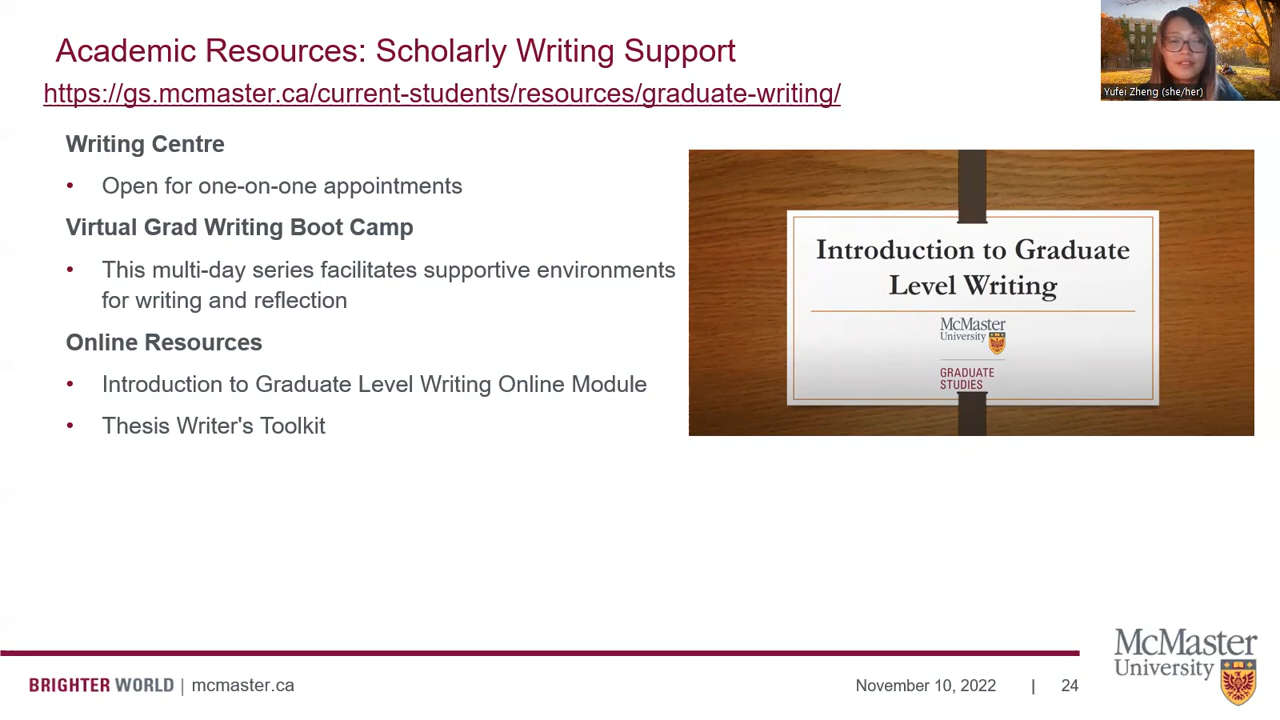 Academic Resources: Scholarly Writing Support
https://gs.mcmaster.ca/current-students/resources/graduate-writing/
Yufei Zheng (she/her)
Writing Centre
• Open for one-on-one appointments
Virtual Grad Writing Boot Camp
• This multi-day series facilitates supportive environments
for writing and reflection
Online Resources
• Introduction to Graduate Level Writing Online Module
• Thesis Writer's Toolkit
Introduction to Graduate
Level Writing
McMaster
University
GRADUATE
STUDIES
BRIGHTER WORLD | mcmaster.ca
November 10, 2022 | 24
McMaster
University